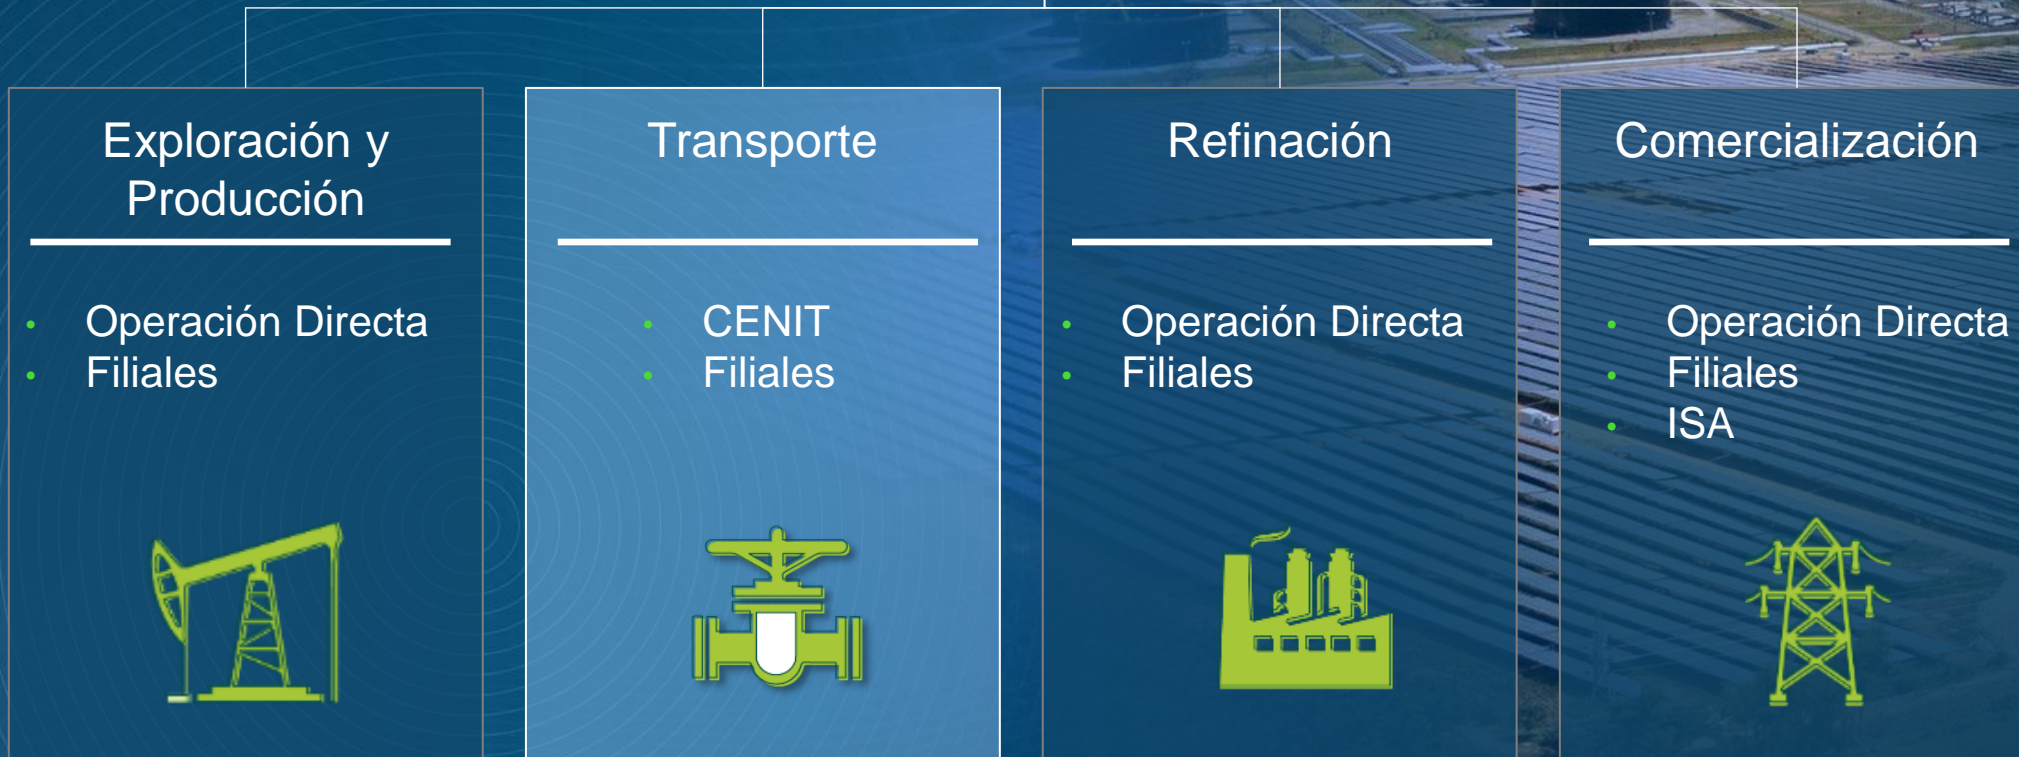 Exploración y
Producción
• Operación Directa
• Filiales
Transporte
• CENIT
• Filiales
Refinación
• Operación Directa
• Filiales
Comercialización
• Operación Directa
• Filiales
• ISA